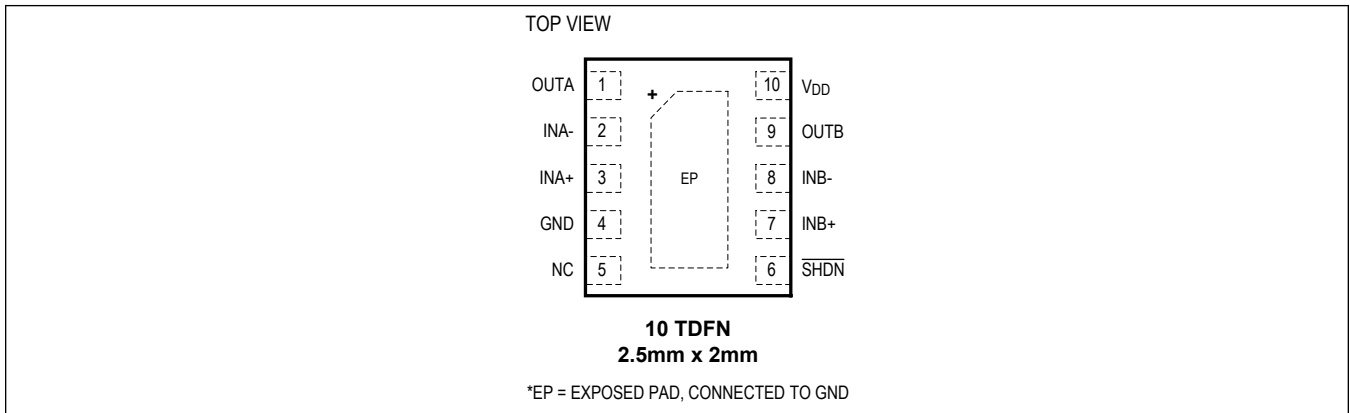 TOP VIEW
OUTA 1 + 10 VDD
INA- 2 9 OUTB
INA+ 3 EP 8 INB-
GND 4 7 INB+
NC 5 6 SHDN
10 TDFN
2.5mm x 2mm
*EP = EXPOSED PAD, CONNECTED TO GND